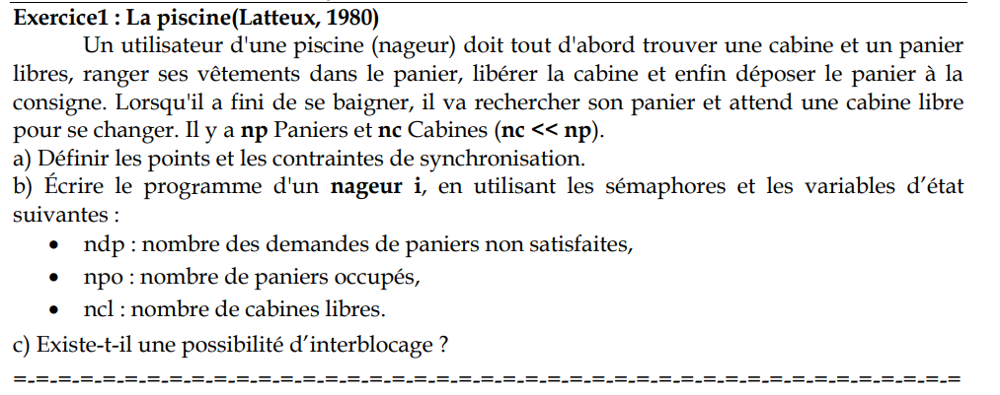 Exercice1 : La piscine(Latteux, 1980)
Un utilisateur d'une piscine (nageur) doit tout d'abord trouver une cabine et un panier
libres, ranger ses vêtements dans le panier, libérer la cabine et enfin déposer le panier à la
consigne. Lorsqu'il a fini de se baigner, il va rechercher son panier et attend une cabine libre
pour se changer. Il y a np Paniers et nc Cabines (nc << np).
a) Définir les points et les contraintes de synchronisation.
b) Écrire le programme d'un nageur i, en utilisant les sémaphores et les variables d’état
suivantes :
• ndp : nombre des demandes de paniers non satisfaites,
• npo : nombre de paniers occupés,
• ncl : nombre de cabines libres.
c) Existe-t-il une possibilité d’interblocage ?
=-=-=-=-=-=-=-=-=-=-=-=-=-=-=-=-=-=-=-=-=-=-=-=-=-=-=-=-=-=-=-=-=-=-=-=-=-=-=-=-=-=